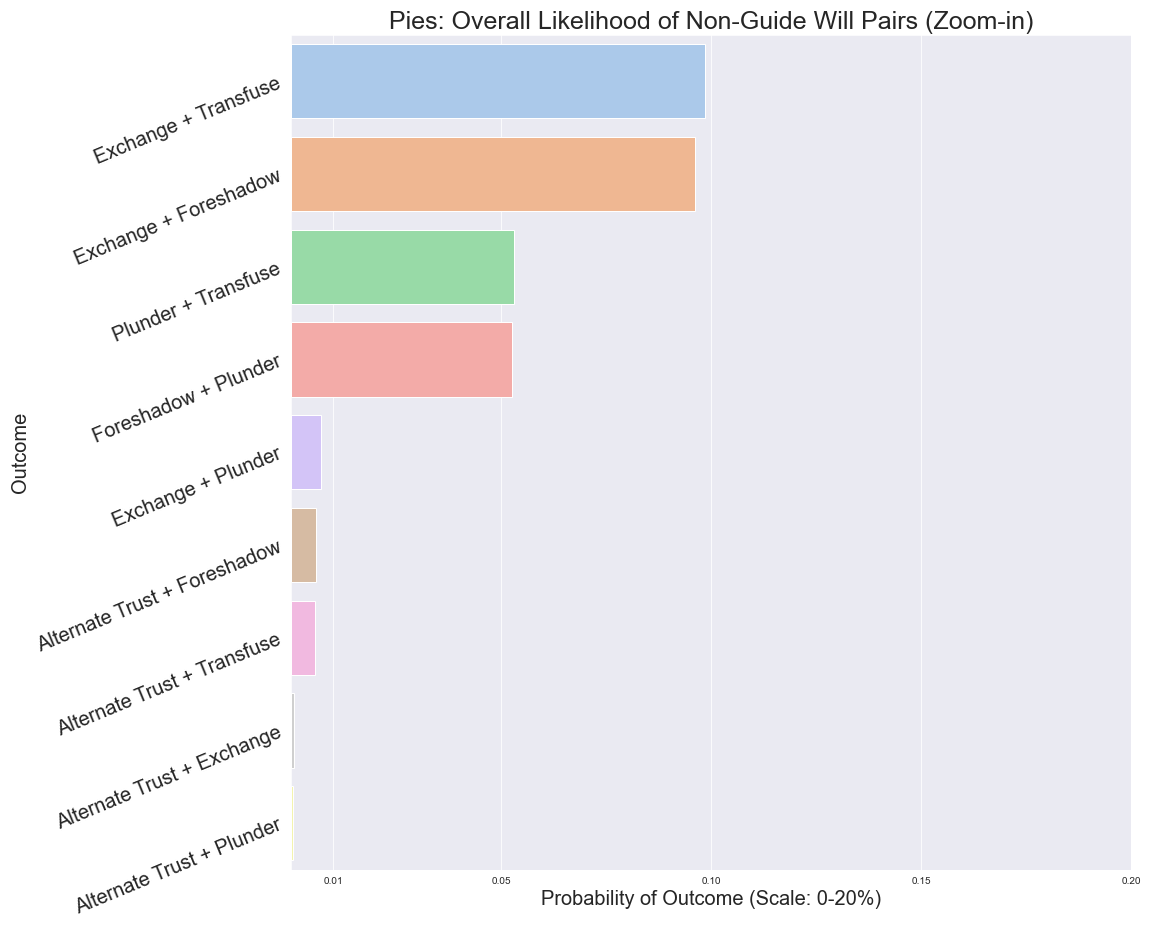 Pies: Overall Likelihood of Non-Guide Will Pairs (Zoom-in)
Outcome
Exchange + Transfuse
Exchange + Foreshadow
Plunder + Transfuse
Foreshadow + Plunder
Exchange + Plunder
Alternate Trust + Foreshadow
Alternate Trust + Transfuse
Alternate Trust + Exchange
Alternate Trust + Plunder
0.01 0.05 0.10 0.15 0.20
Probability of Outcome (Scale: 0-20%)